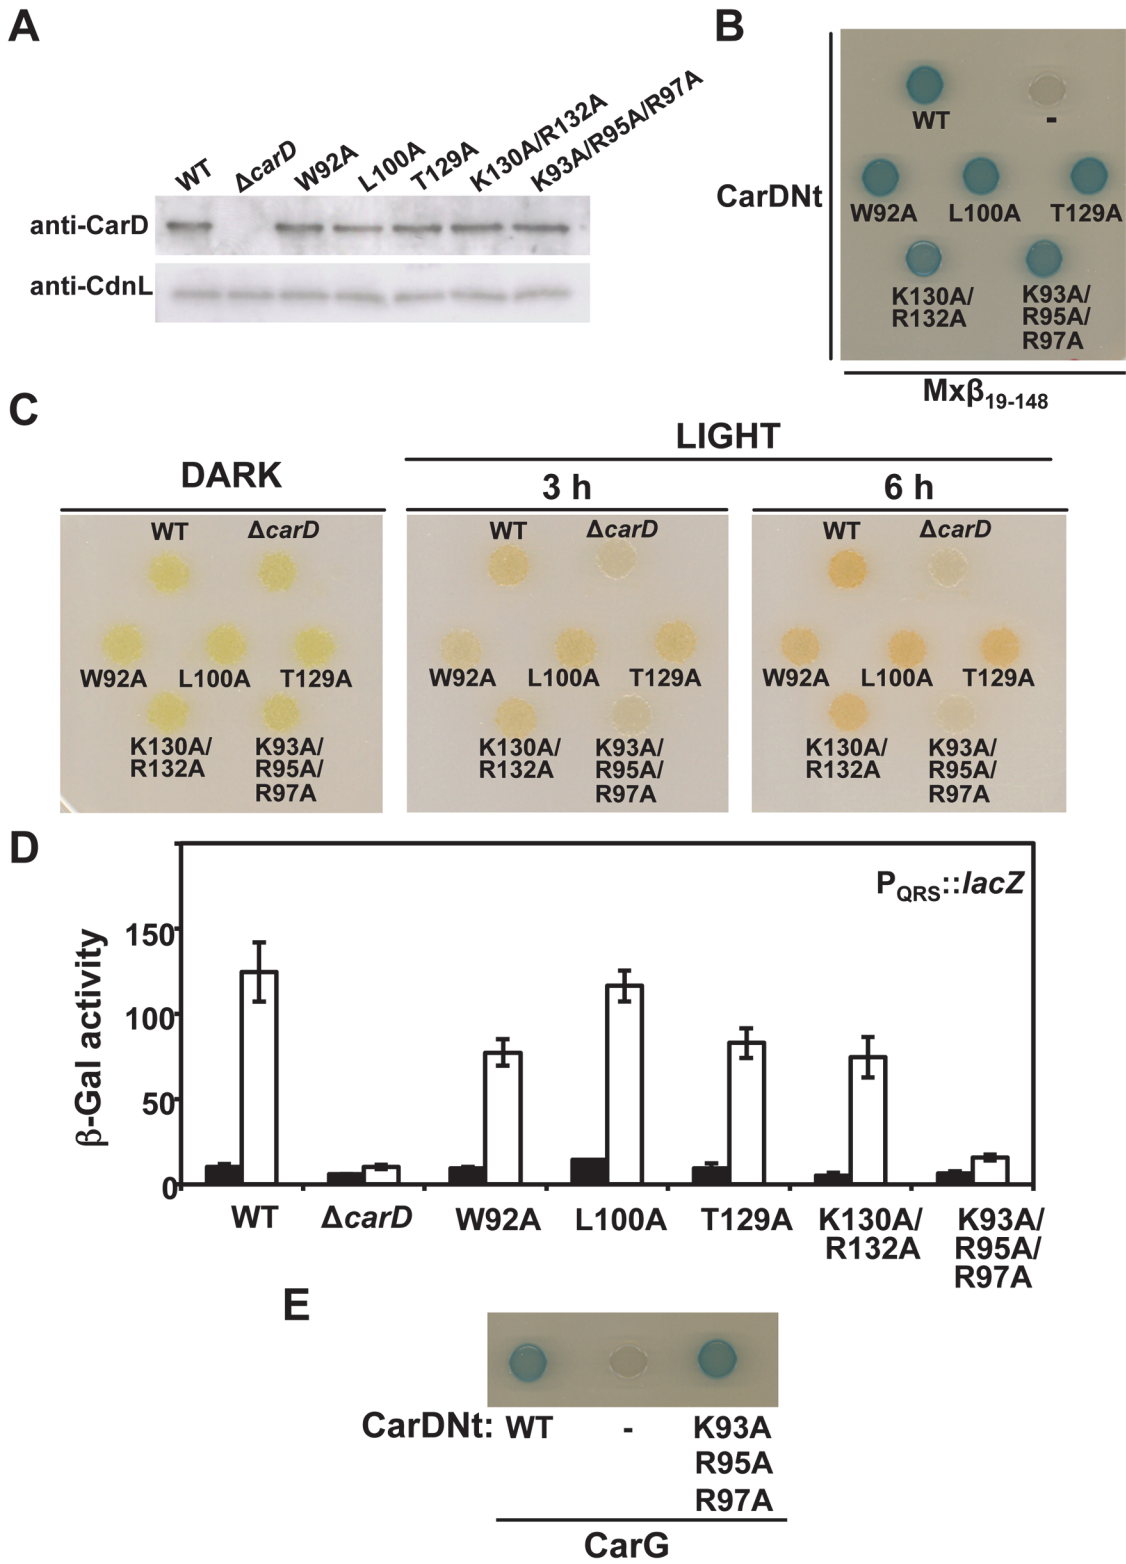 A
WT
ΔcarD
W92A
L100A
T129A
K130A/R132A
K93A/R95A/R97A
anti-CarD
anti-CdnL
B
CarDNt
WT
-
W92A L100A T129A
K130A/
R132A
K93A/
R95A/
R97A
Mxβ19-148
C
DARK
LIGHT
3 h
6 h
WT ΔcarD
W92A L100A T129A
K130A/
R132A
K93A/
R95A/
R97A
WT ΔcarD
W92A L100A T129A
K130A/
R132A
K93A/
R95A/
R97A
WT ΔcarD
W92A L100A T129A
K130A/
R132A
K93A/
R95A/
R97A
D
PQRS::lacZ
β-Gal activity
150
100
50
0
WT
ΔcarD
W92A
L100A
T129A
K130A/
R132A
K93A/
R95A/
R97A
E
CarDNt: WT - K93A
R95A
R97A
CarG